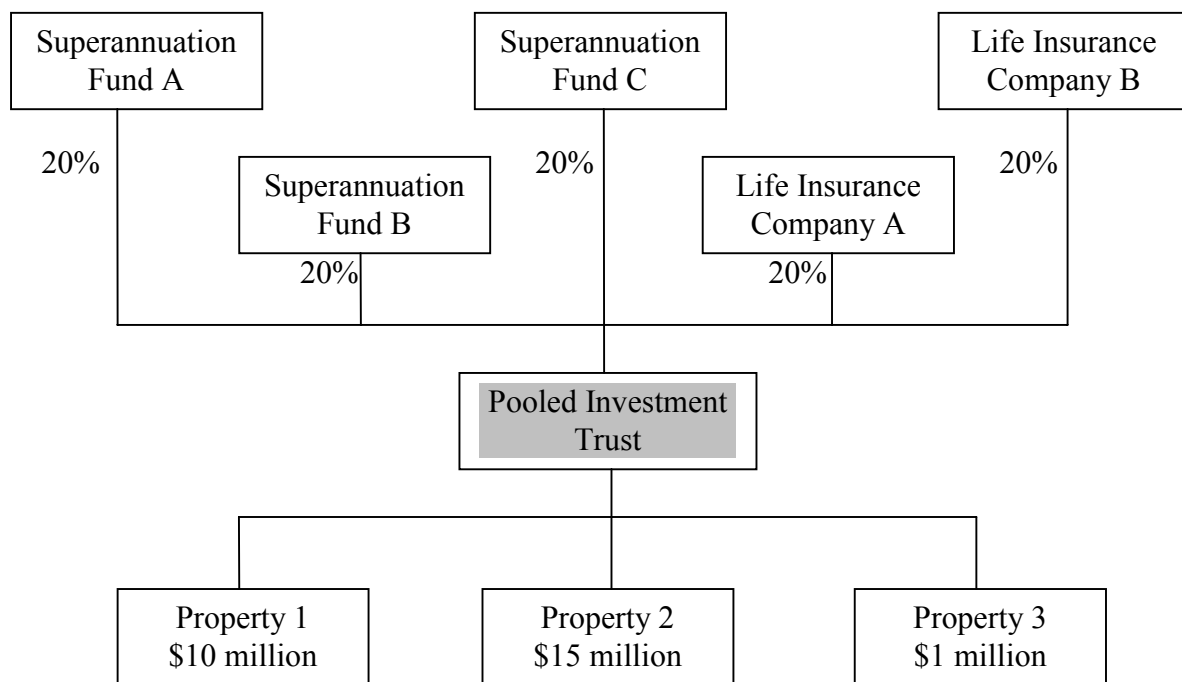 Superannuation
Fund A
Superannuation
Fund C
Life Insurance
Company B
20%
20%
20%
Superannuation
Fund B
Life Insurance
Company A
20%
20%
Pooled Investment
Trust
Property 1
$10 million
Property 2
$15 million
Property 3
$1 million